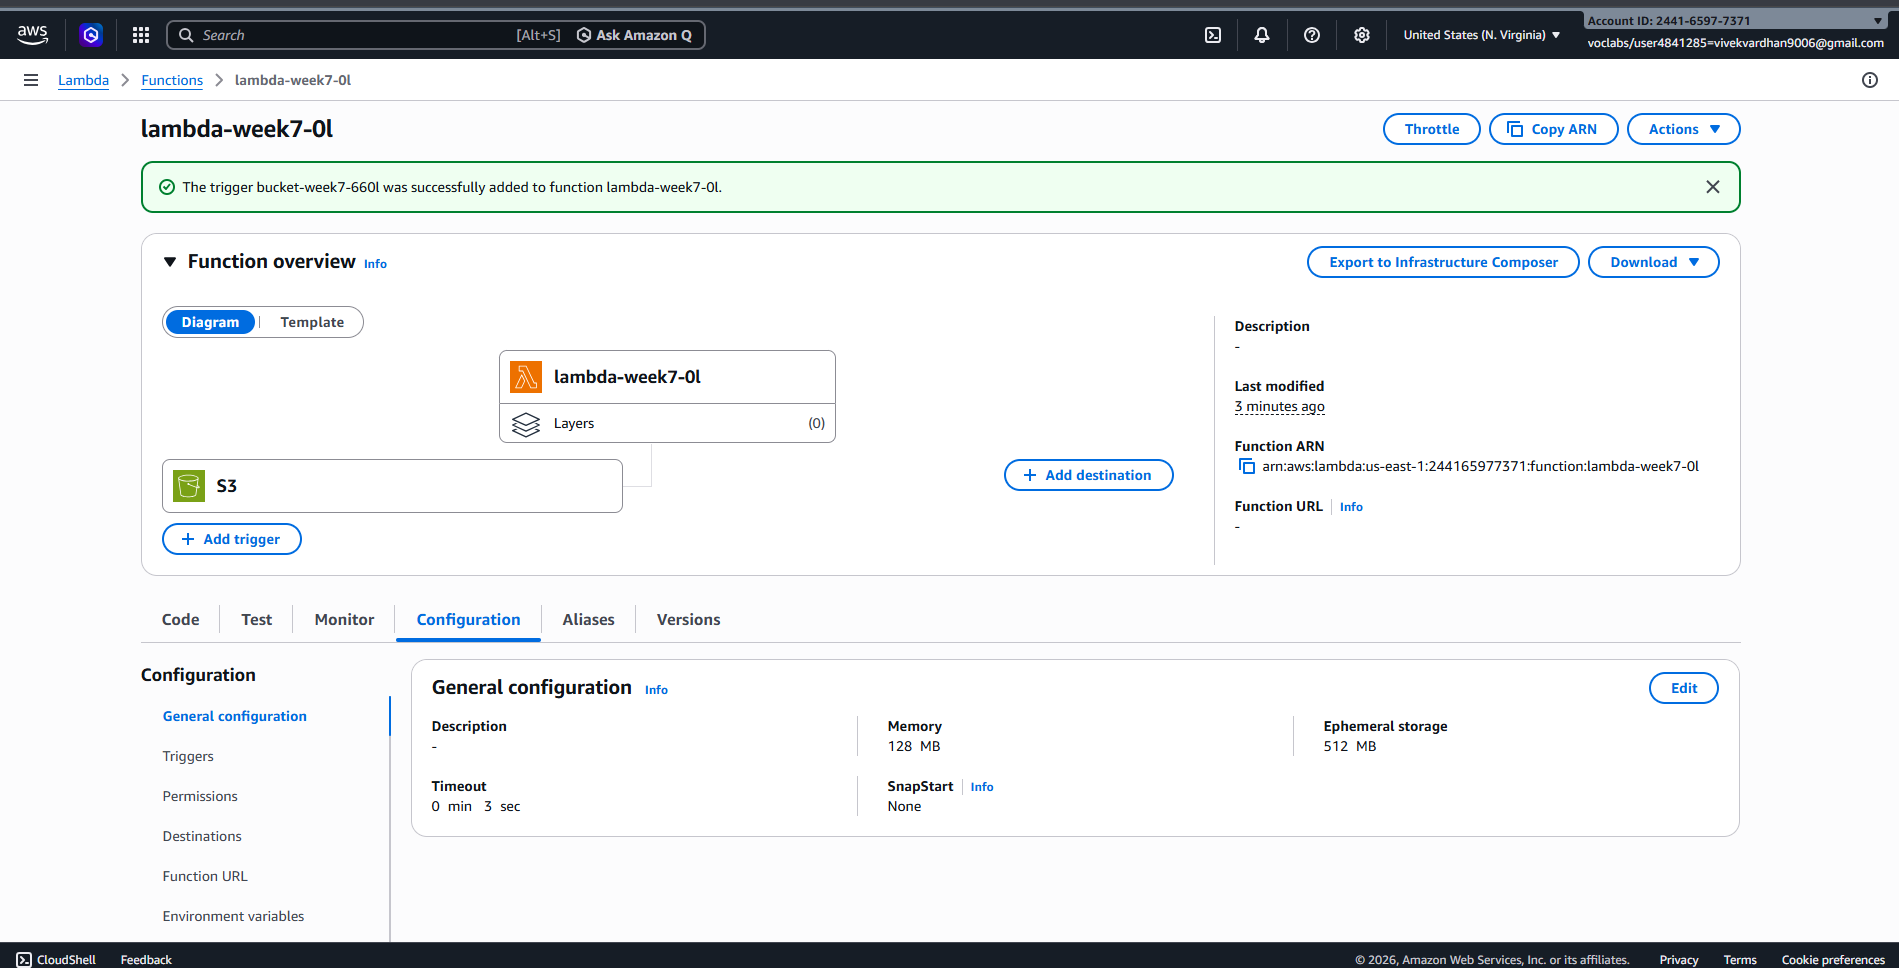 aws
Search [Alt+S] Ask Amazon Q
United States (N. Virginia)
Account ID: 2441-6597-7371
voclabs/user4841285=vivekvardhan9006@gmail.com
Lambda
Functions
lambda-week7-0l
lambda-week7-0l
Throttle
Copy ARN
Actions
The trigger bucket-week7-660l was successfully added to function lambda-week7-0l.
Function overview Info
Export to Infrastructure Composer
Download
Diagram
Template
lambda-week7-0l
Layers (0)
S3
Add trigger
Add destination
Description
-
Last modified
3 minutes ago
Function ARN
arn:aws:lambda:us-east-1:244165977371:function:lambda-week7-0l
Function URL Info
-
Code
Test
Monitor
Configuration
Aliases
Versions
Configuration
General configuration
Triggers
Permissions
Destinations
Function URL
Environment variables
General configuration Info
Edit
Description
-
Memory
128 MB
Ephemeral storage
512 MB
Timeout
0 min 3 sec
SnapStart Info
None
CloudShell
Feedback
© 2026, Amazon Web Services, Inc. or its affiliates.
Privacy
Terms
Cookie preferences